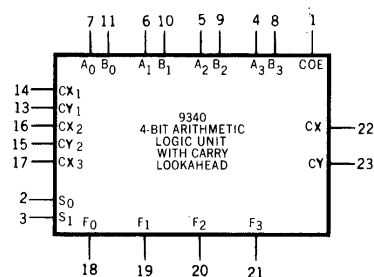 7 11 6 10 5 9 4 8 1
A0 B0 A1 B1 A2 B2 A3 B3 COE
14 CX1
13 CY1
16 CX2
15 CY2
17 CX3
2 S0
3 S1
9340
4-BIT ARITHMETIC
LOGIC UNIT
WITH CARRY
LOOKAHEAD
CX 22
CY 23
F0 F1 F2 F3
18 19 20 21